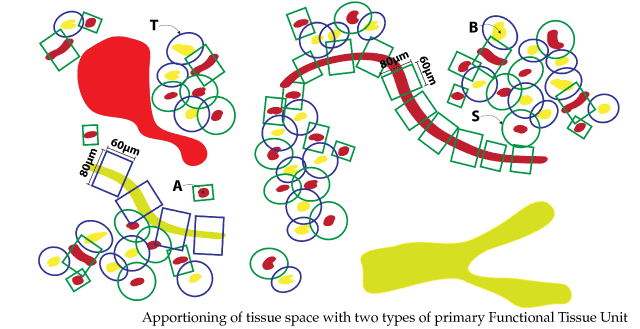 T
B
80μm
60μm
S
60μm
80μm
A
Apportioning of tissue space with two types of primary Functional Tissue Unit